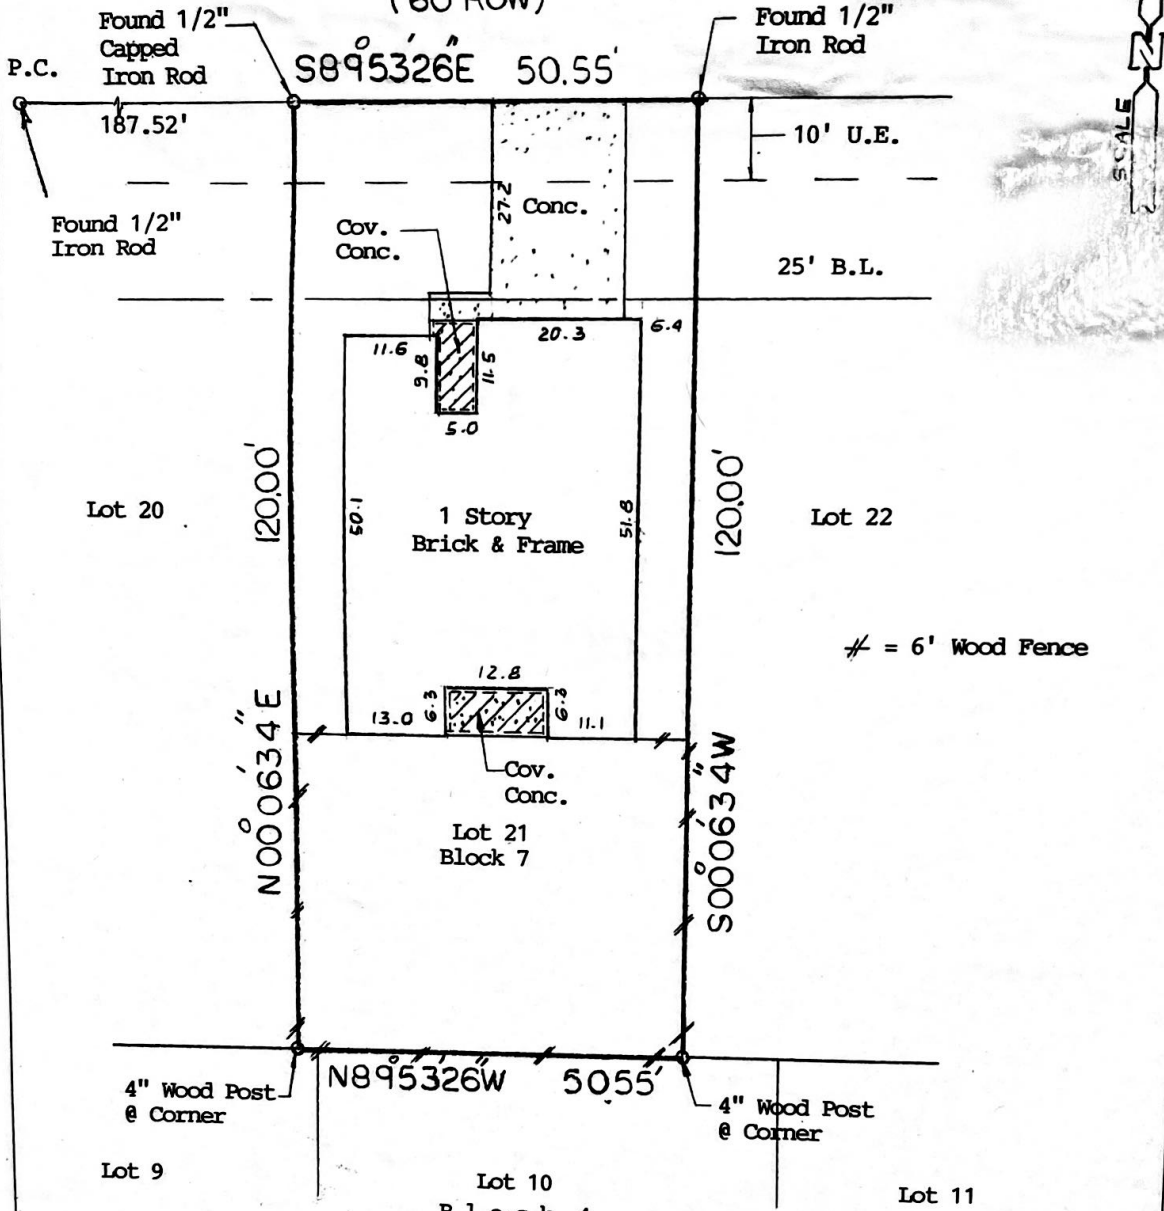 (60' ROW)
Found 1/2"
Capped
Iron Rod
Found 1/2"
Iron Rod
P.C.
S89°53'26"E 50.55'
187.52'
10' U.E.
SCALE
Found 1/2"
Iron Rod
27.2
Conc.
Cov.
Conc.
25' B.L.
11.6
9.8
11.5
20.3
6.4
5.0
120.00'
120.00'
Lot 20
50.1
1 Story
Brick & Frame
51.8
Lot 22
# = 6' Wood Fence
12.8
13.0
6.3
6.3
11.1
Cov.
Conc.
N0°06'34"E
S0°06'34"W
Lot 21
Block 7
N89°53'26"W 50.55'
4" Wood Post
@ Corner
4" Wood Post
@ Corner
Lot 9
Lot 10
Lot 11